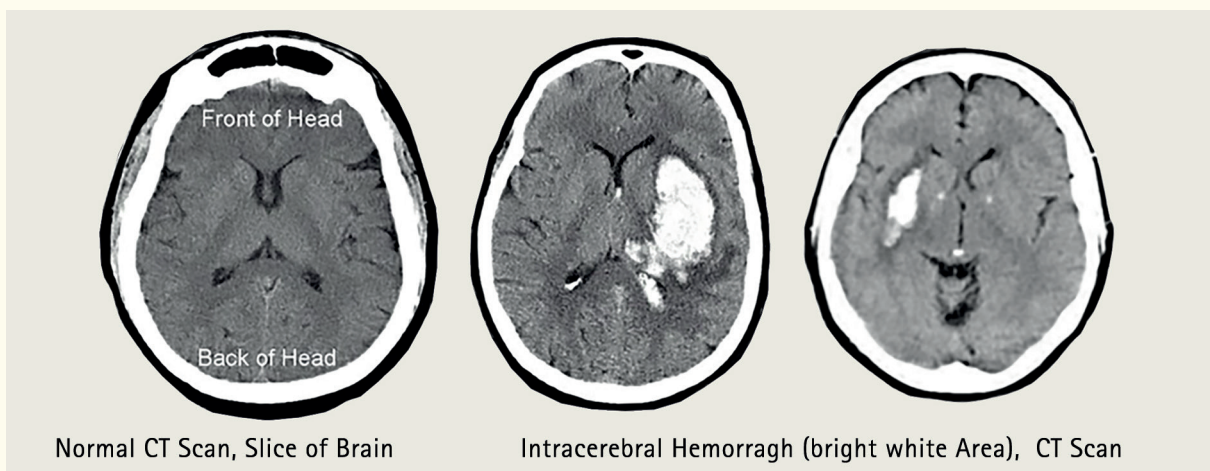 Front of Head
Back of Head
Normal CT Scan, Slice of Brain
Intracerebral Hemorragh (bright white Area),  CT Scan